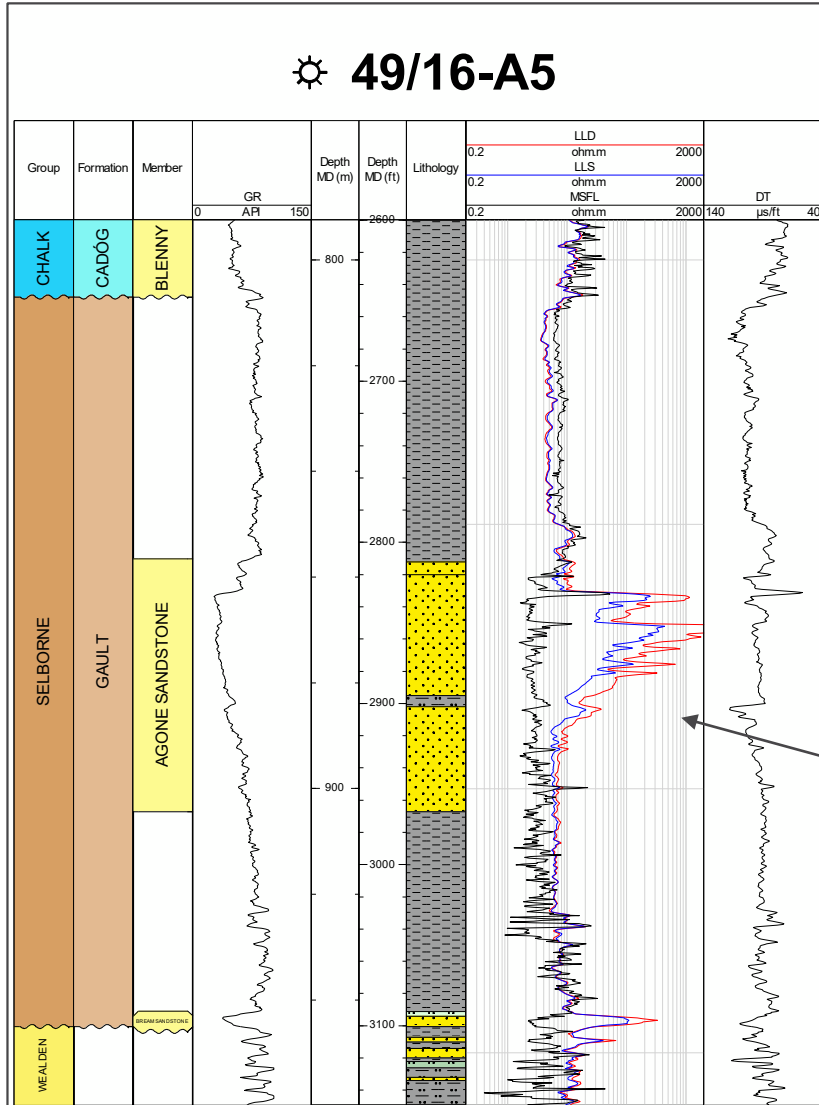 49/16-A5
Group
Formation
Member
GR
0 API 150
Depth
MD (m)
Depth
MD (ft)
Lithology
LLD
0.2 ohm.m 2000
LLS
0.2 ohm.m 2000
MSFL
0.2 ohm.m 2000
DT
140 µs/ft 40
CHALK
CADÓG
BLENNY
SELBORNE
GAULT
AGONE SANDSTONE
BREAM SANDSTONE
WEALDEN
800
900
2600
2700
2800
2900
3000
3100